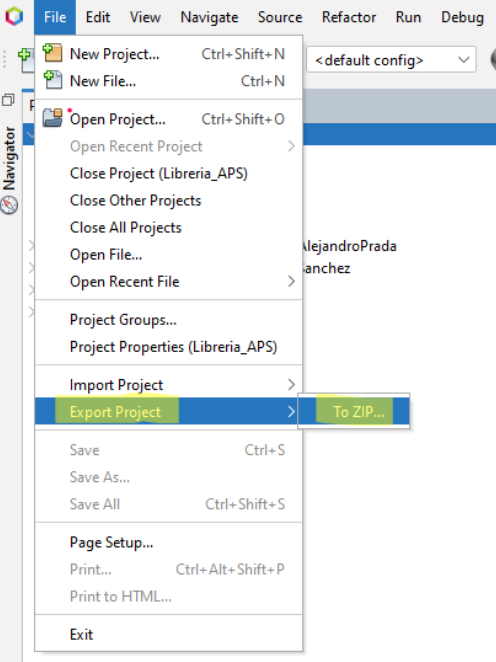 File Edit View Navigate Source Refactor Run Debug
<default config>
Navigator
New Project... Ctrl+Shift+N
New File... Ctrl+N
Open Project... Ctrl+Shift+O
Open Recent Project
Close Project (Libreria_APS)
Close Other Projects
Close All Projects
AlejandroPrada
Open File...
anchez
Open Recent File
Project Groups...
Project Properties (Libreria_APS)
Import Project
Export Project To ZIP...
Save Ctrl+S
Save As...
Save All Ctrl+Shift+S
Page Setup...
Print... Ctrl+Alt+Shift+P
Print to HTML...
Exit